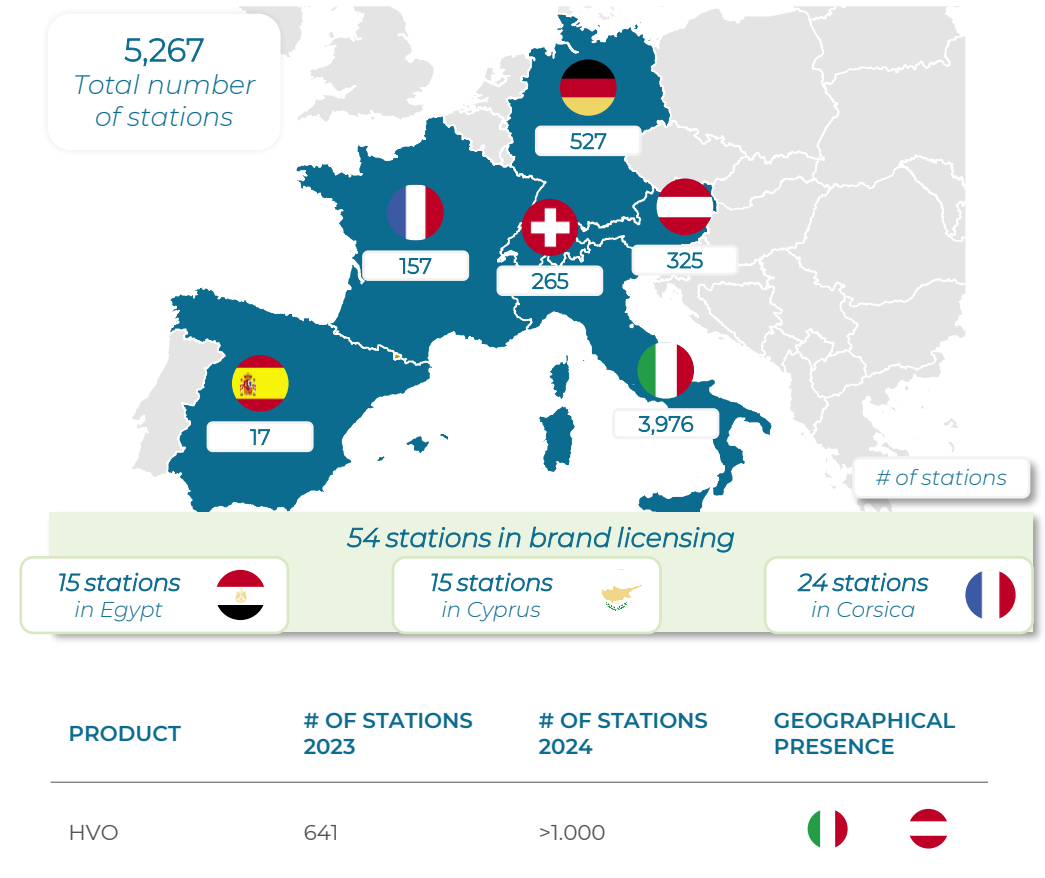 5,267
Total number
of stations
527
157
265
325
17
3,976
# of stations
54 stations in brand licensing
15 stations
in Egypt
15 stations
in Cyprus
24 stations
in Corsica
PRODUCT
# OF STATIONS
2023
# OF STATIONS
2024
GEOGRAPHICAL
PRESENCE
HVO
641
>1.000